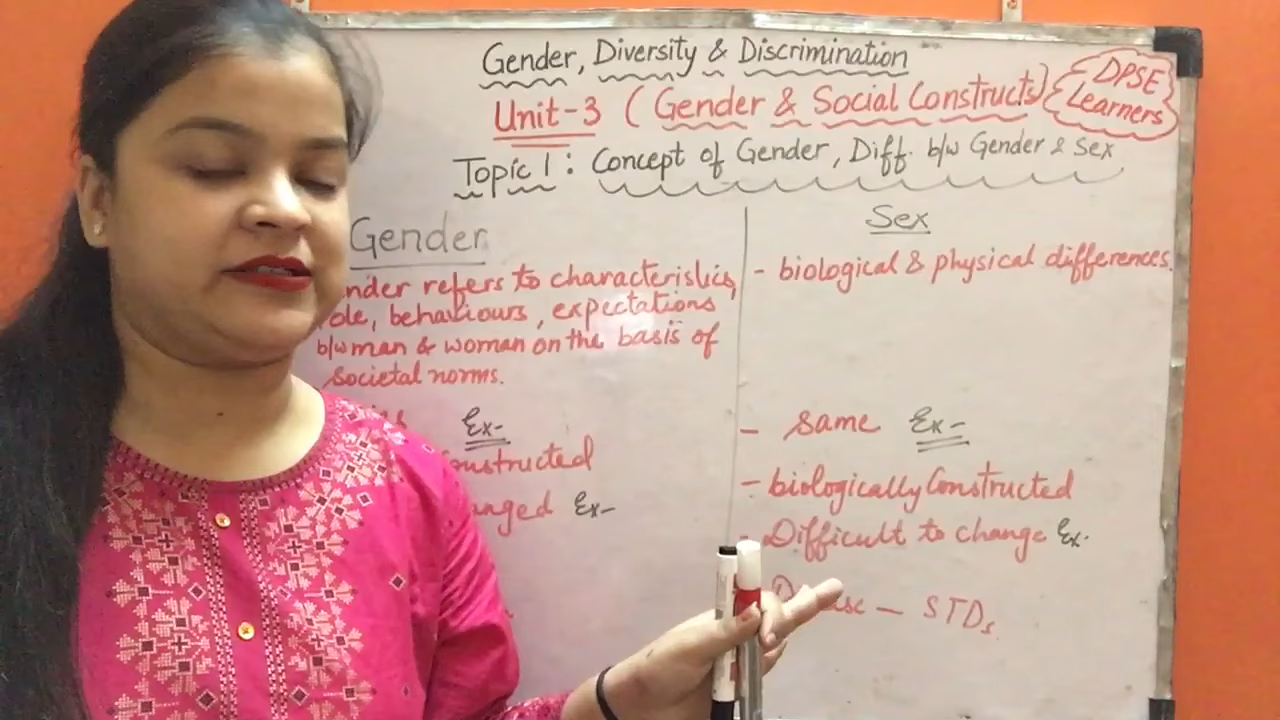 Gender, Diversity & Discrimination
Unit-3 (Gender & Social Constructs)
DPSE
Learners
Topic 1: Concept of Gender, Diff. b/w Gender & Sex
Gender
nder refers to characteristics,
ole, behaviours, expectations
b/w man & woman on the basis of
societal norms.
Ex-
onstructed
anged Ex-
Sex
- biological & physical differences.
- same Ex-
- biologically Constructed
Difficult to change Ex.
- STDs